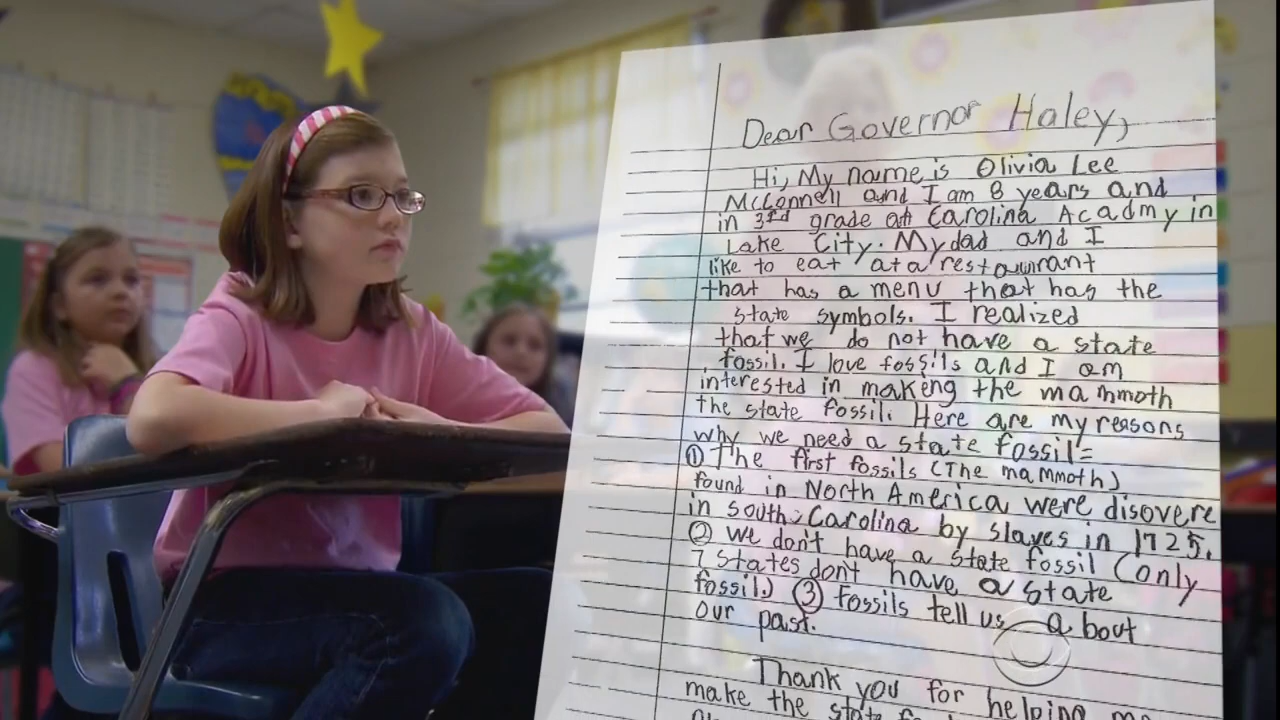 Dear Governor Haley,
Hi, My name is Olivia Lee
McConnell and I am 8 years and
in 3rd grade at Carolina Acadmy in
Lake City. My dad and I
like to eat at a restaurant
that has a menu that has the
state symbols. I realized
that we do not have a state
fossil. I love fossils and I am
interested in making the mammoth
the state fossil. Here are my reasons
why we need a state fossil=
① The first fossils (The mammoth)
found in North America were disovere
in south Carolina by slaves in 1725.
② We don't have a state fossil (only
7 states don't have a state
fossil) ③ Fossils tell us about
our past.
Thank you for helping me
make the state